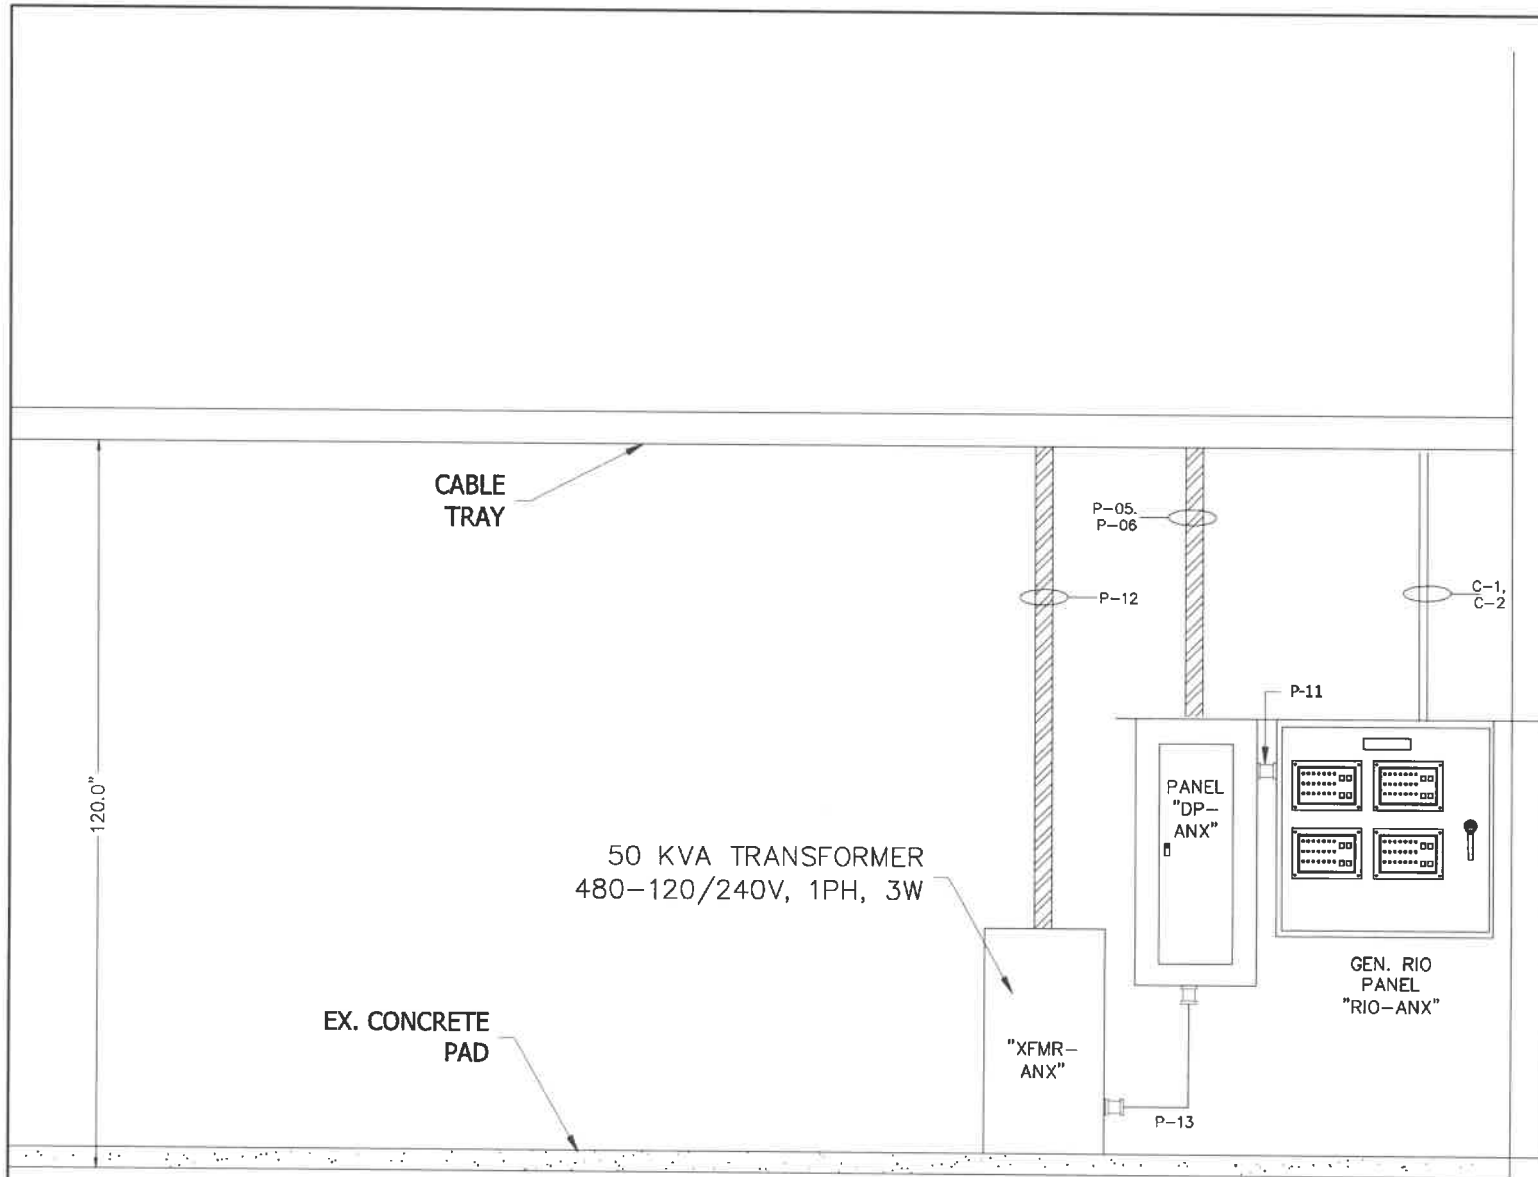 CABLE
TRAY
P-05.
P-06
P-12
C-1,
C-2
P-11
120.0"
PANEL
"DP-
ANX"
50 KVA TRANSFORMER
480-120/240V, 1PH, 3W
GEN. RIO
PANEL
"RIO-ANX"
EX. CONCRETE
PAD
"XFMR-
ANX"
P-13